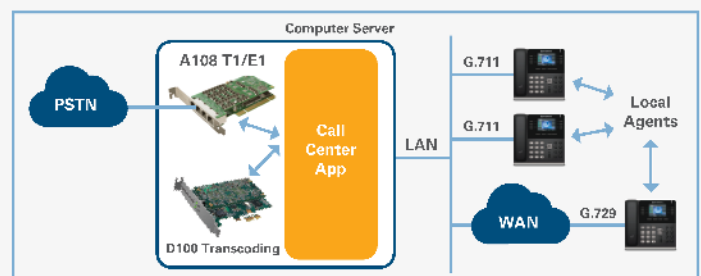 Computer Server
A108 T1/E1
PSTN
Call
Center
App
D100 Transcoding
LAN
G.711
G.711
Local
Agents
WAN
G.729